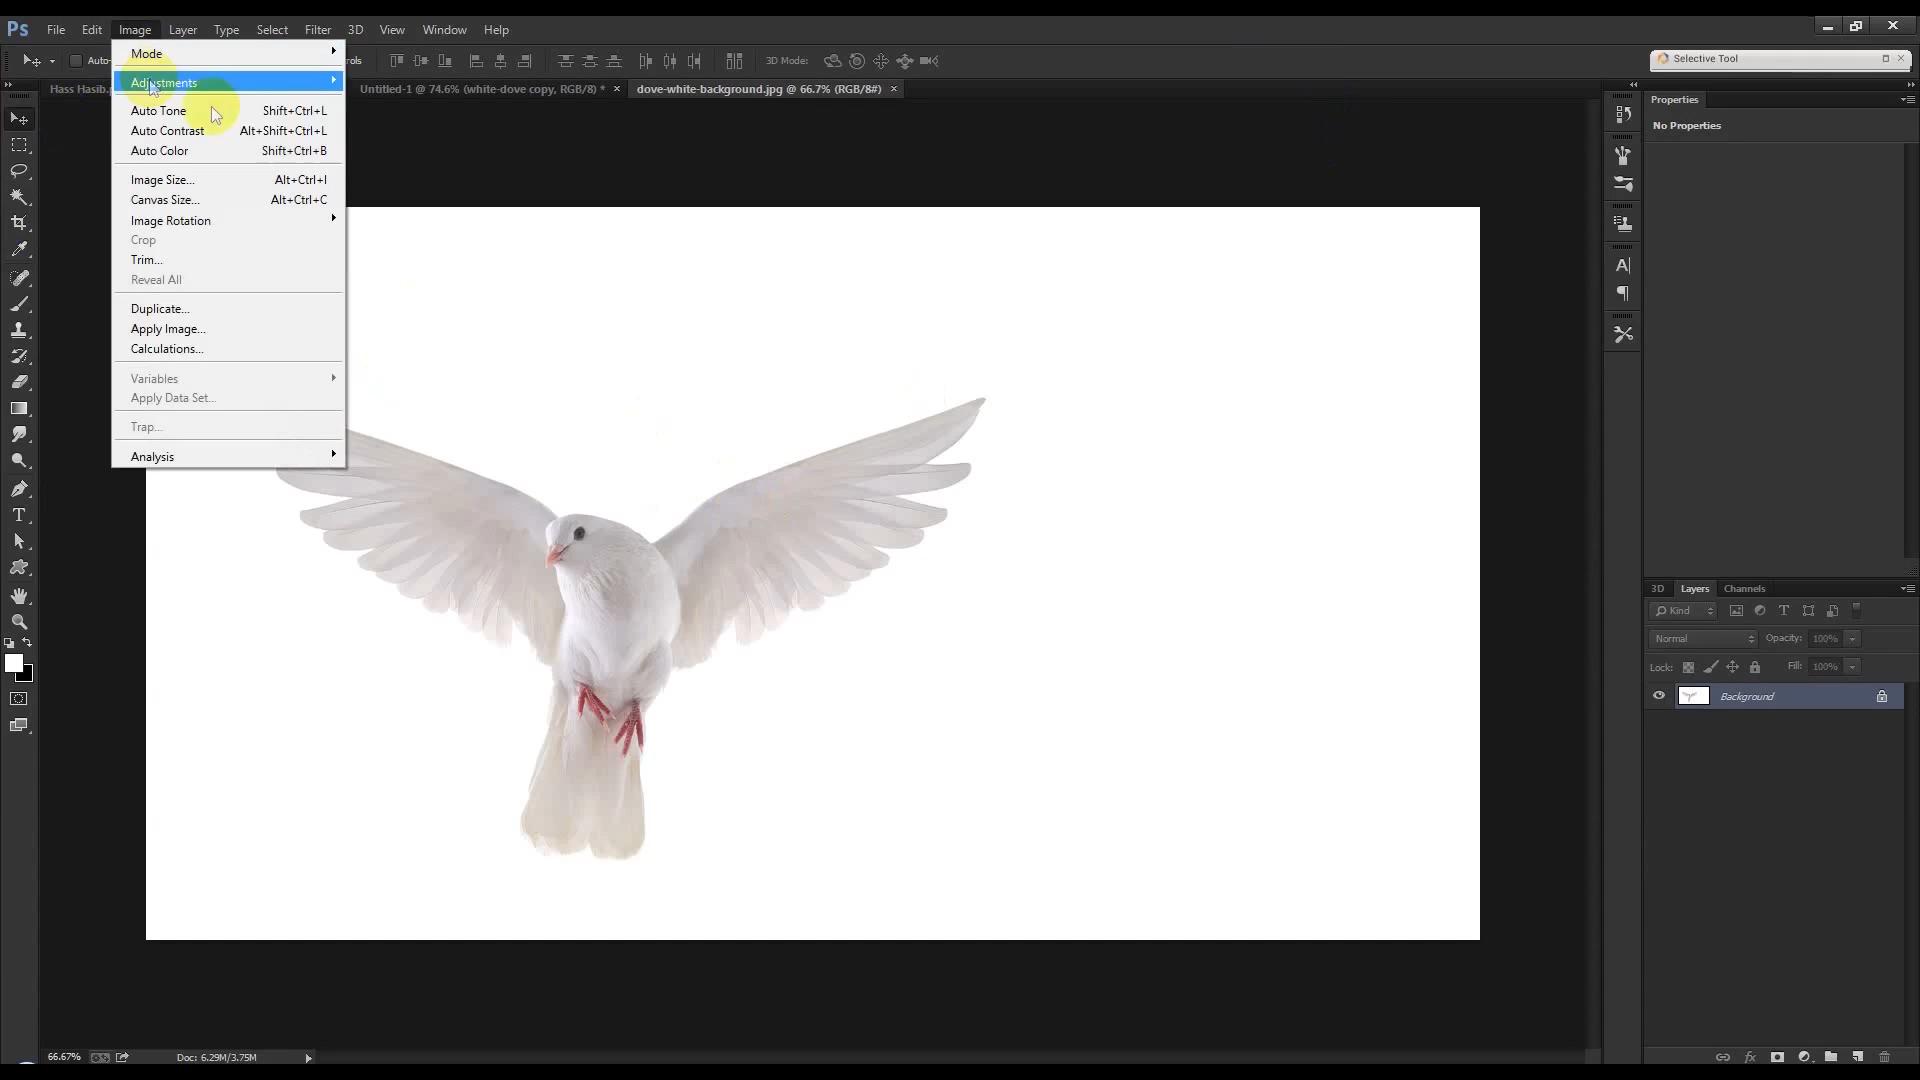 Ps File Edit Image Layer Type Select Filter 3D View Window Help
Auto-
rols
3D Mode:
Selective Tool
Hass Hasib.p
Untitled-1 @ 74.6% (white-dove copy, RGB/8) * ×
dove-white-background.jpg @ 66.7% (RGB/8#) ×
Mode
Adjustments
Auto Tone Shift+Ctrl+L
Auto Contrast Alt+Shift+Ctrl+L
Auto Color Shift+Ctrl+B
Image Size... Alt+Ctrl+I
Canvas Size... Alt+Ctrl+C
Image Rotation
Crop
Trim...
Reveal All
Duplicate...
Apply Image...
Calculations...
Variables
Apply Data Set...
Trap...
Analysis
Properties
No Properties
3D Layers Channels
Kind
Normal Opacity: 100%
Lock: Fill: 100%
Background
66.67% Doc: 6.29M/3.75M